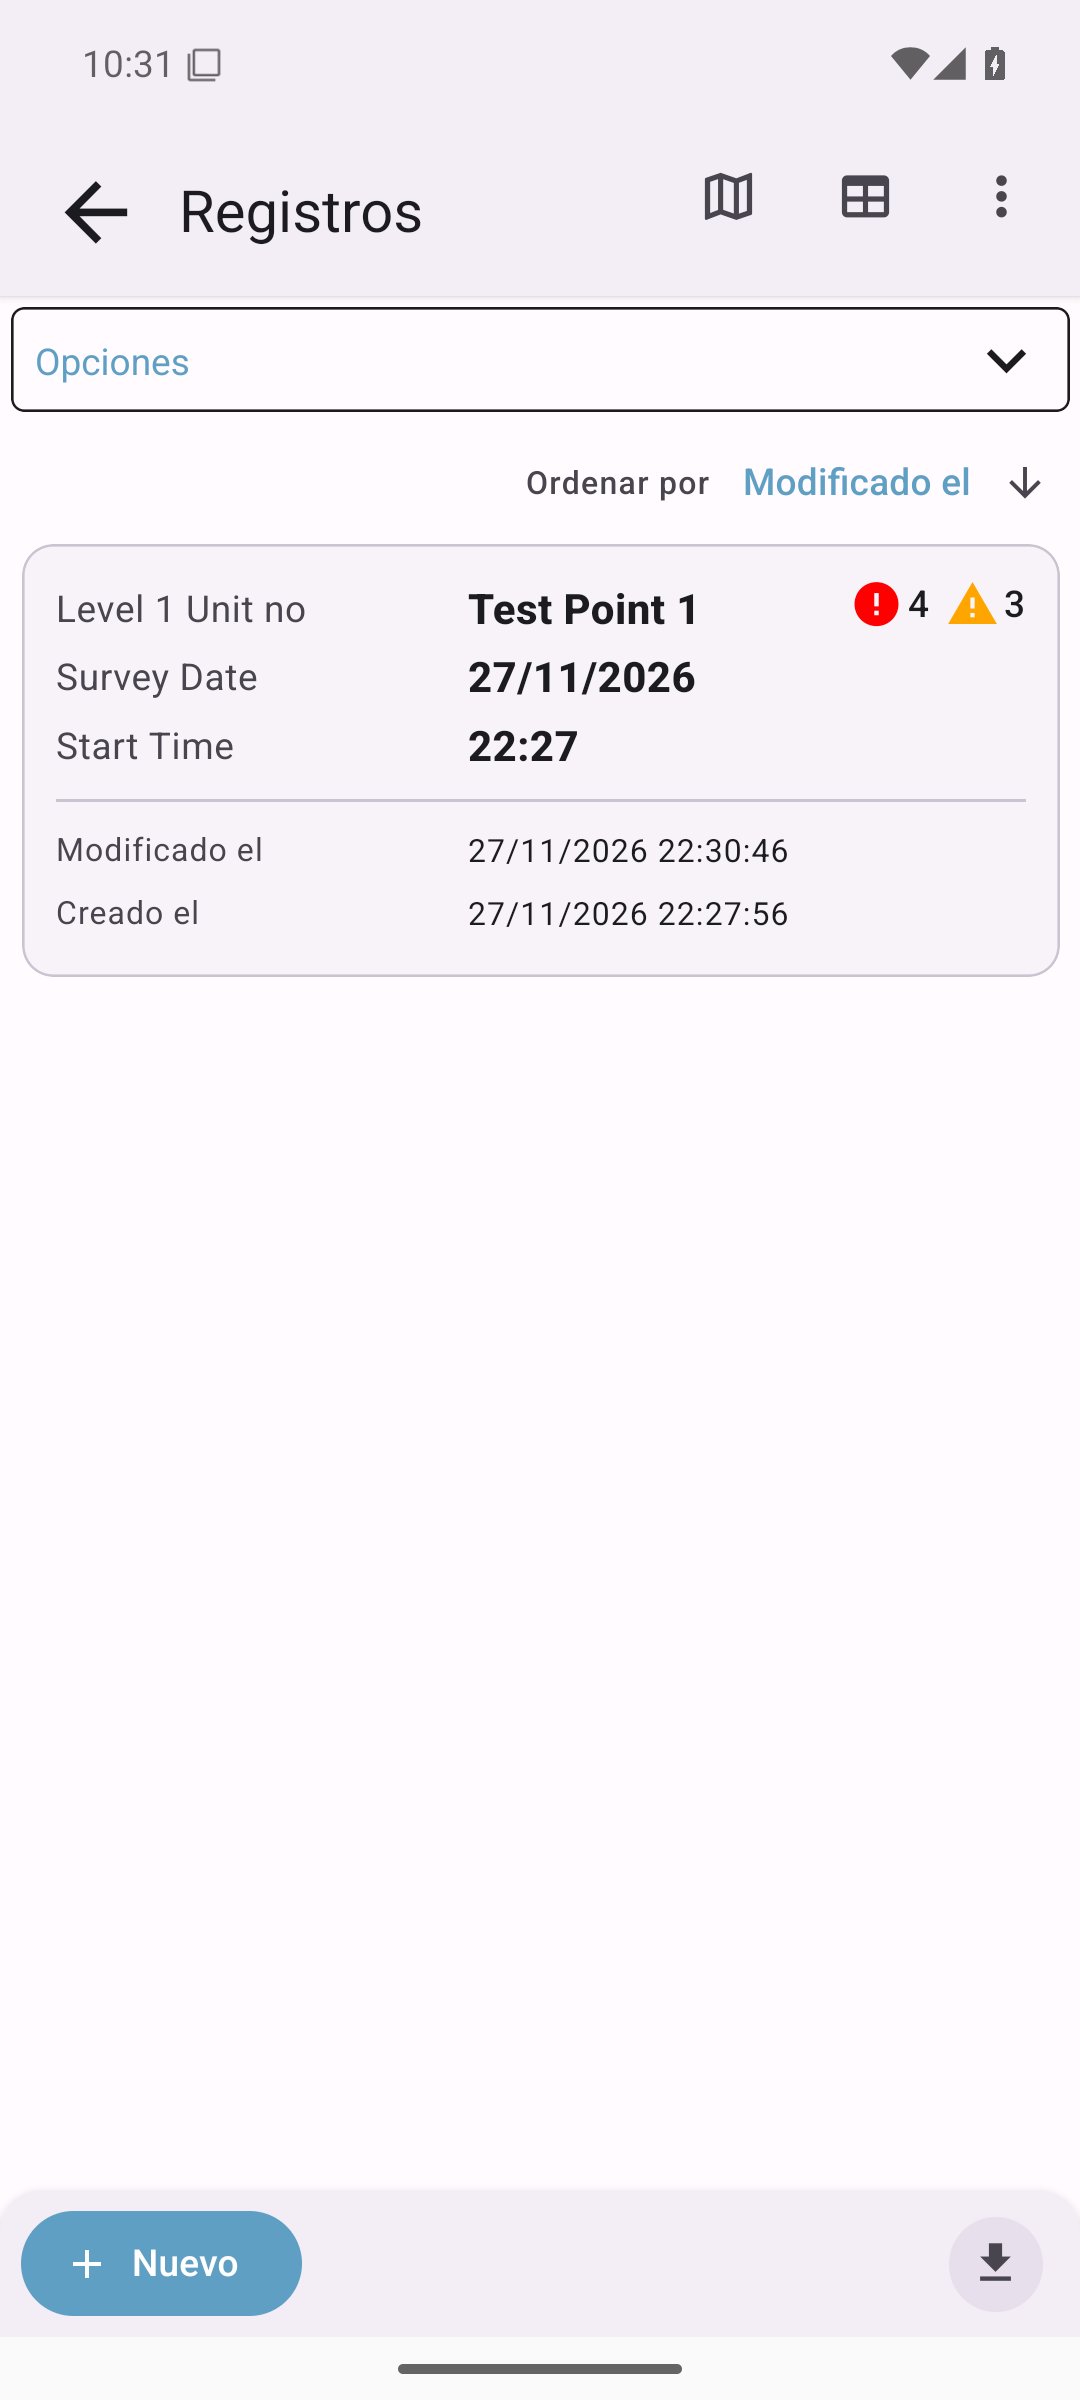 10:31
Registros
Opciones
Ordenar por Modificado el
Level 1 Unit no Test Point 1 4 3
Survey Date 27/11/2026
Start Time 22:27
Modificado el 27/11/2026 22:30:46
Creado el 27/11/2026 22:27:56
Nuevo